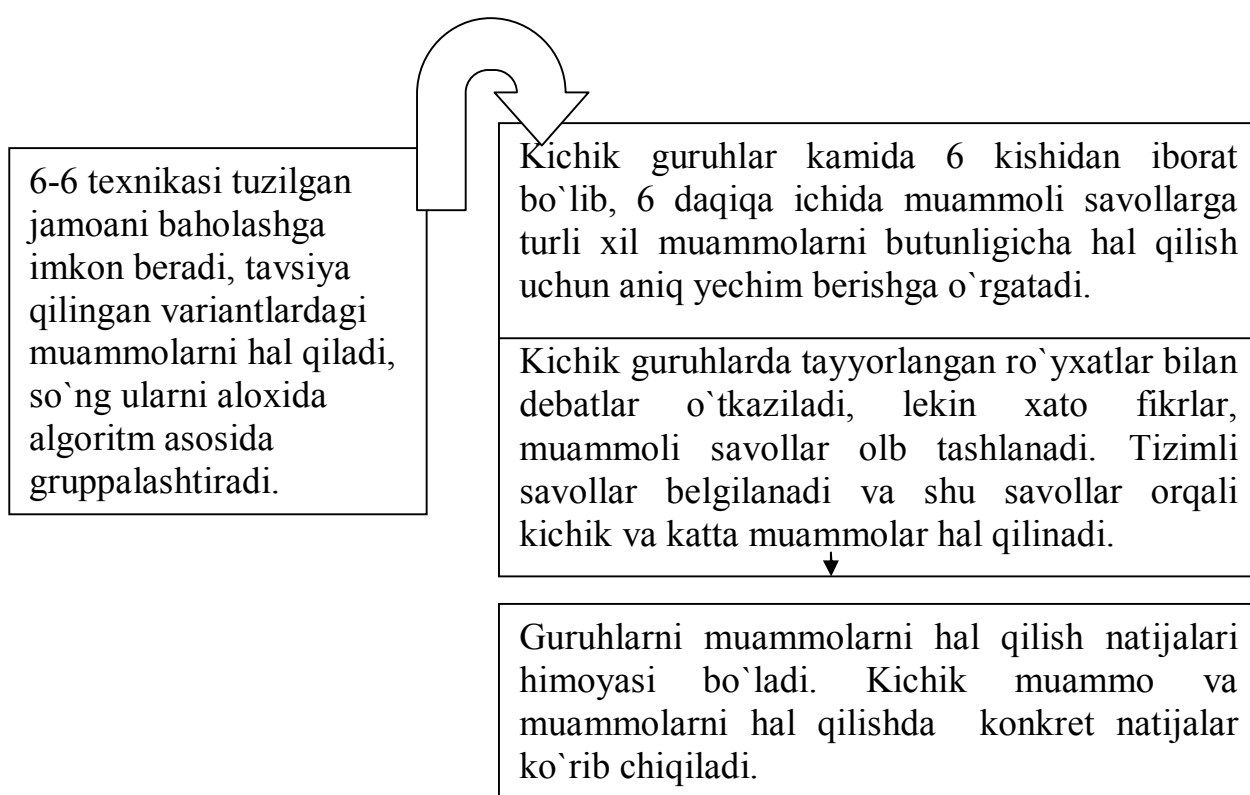 6-6 texnikasi tuzilgan
jamoani baholashga
imkon beradi, tavsiya
qilingan variantlardagi
muammolarni hal qiladi,
so`ng ularni aloxida
algoritm asosida
gruppalashtiradi.
Kichik guruhlar kamida 6 kishidan iborat
bo`lib, 6 daqiqa ichida muammoli savollarga
turli xil muammolarni butunligicha hal qilish
uchun aniq yechim berishga o`rgatadi.
Kichik guruhlarda tayyorlangan ro`yxatlar bilan
debatlar o`tkaziladi, lekin xato fikrlar,
muammoli savollar olb tashlanadi. Tizimli
savollar belgilanadi va shu savollar orqali
kichik va katta muammolar hal qilinadi.
Guruhlarni muammolarni hal qilish natijalari
himoyasi bo`ladi. Kichik muammo va
muammolarni hal qilishda konkret natijalar
ko`rib chiqiladi.